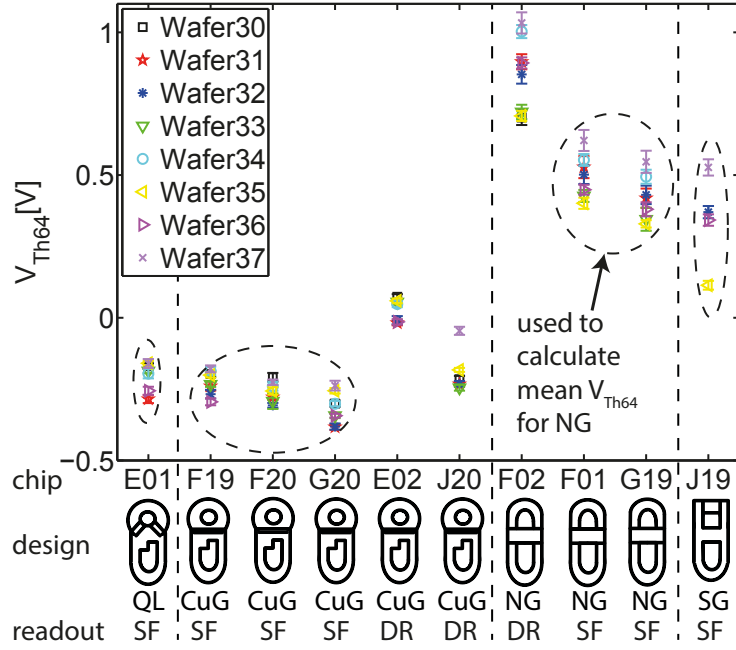 1
0.5
0
−0.5
V_Th64[V]
Wafer30
Wafer31
Wafer32
Wafer33
Wafer34
Wafer35
Wafer36
Wafer37
used to
calculate
mean V_Th64
for NG
chip E01 F19 F20 G20 E02 J20 F02 F01 G19 J19
design
QL CuG CuG CuG CuG CuG NG NG NG SG
readout SF SF SF SF DR DR DR SF SF SF